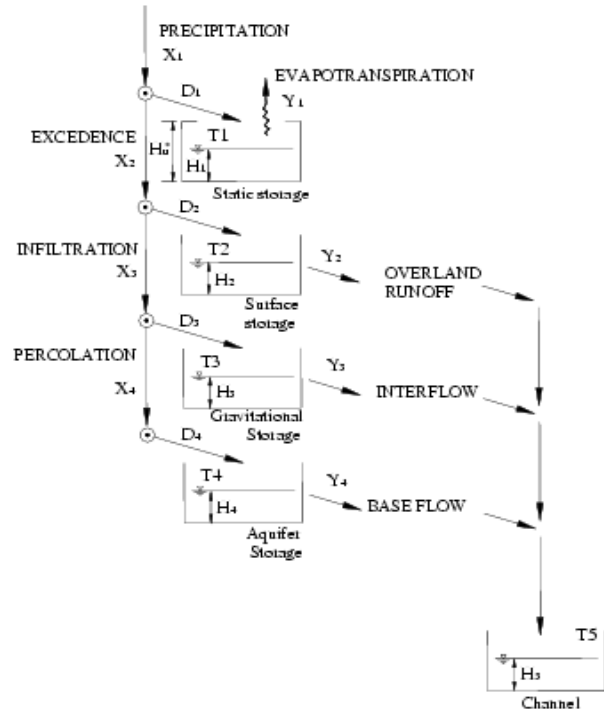 PRECIPITATION
X1
EVAPOTRANSPIRATION
D1
Y1
EXCEDENCE
X2
T1
H1
Static storage
D2
INFILTRATION
X3
T2
H2
Y2
OVERLAND
RUNOFF
Surface
storage
D3
PERCOLATION
X4
T3
H3
Y3
INTERFLOW
Gravitational
Storage
D4
T4
H4
Y4
BASE FLOW
Aquifer
Storage
T5
H3
Channel